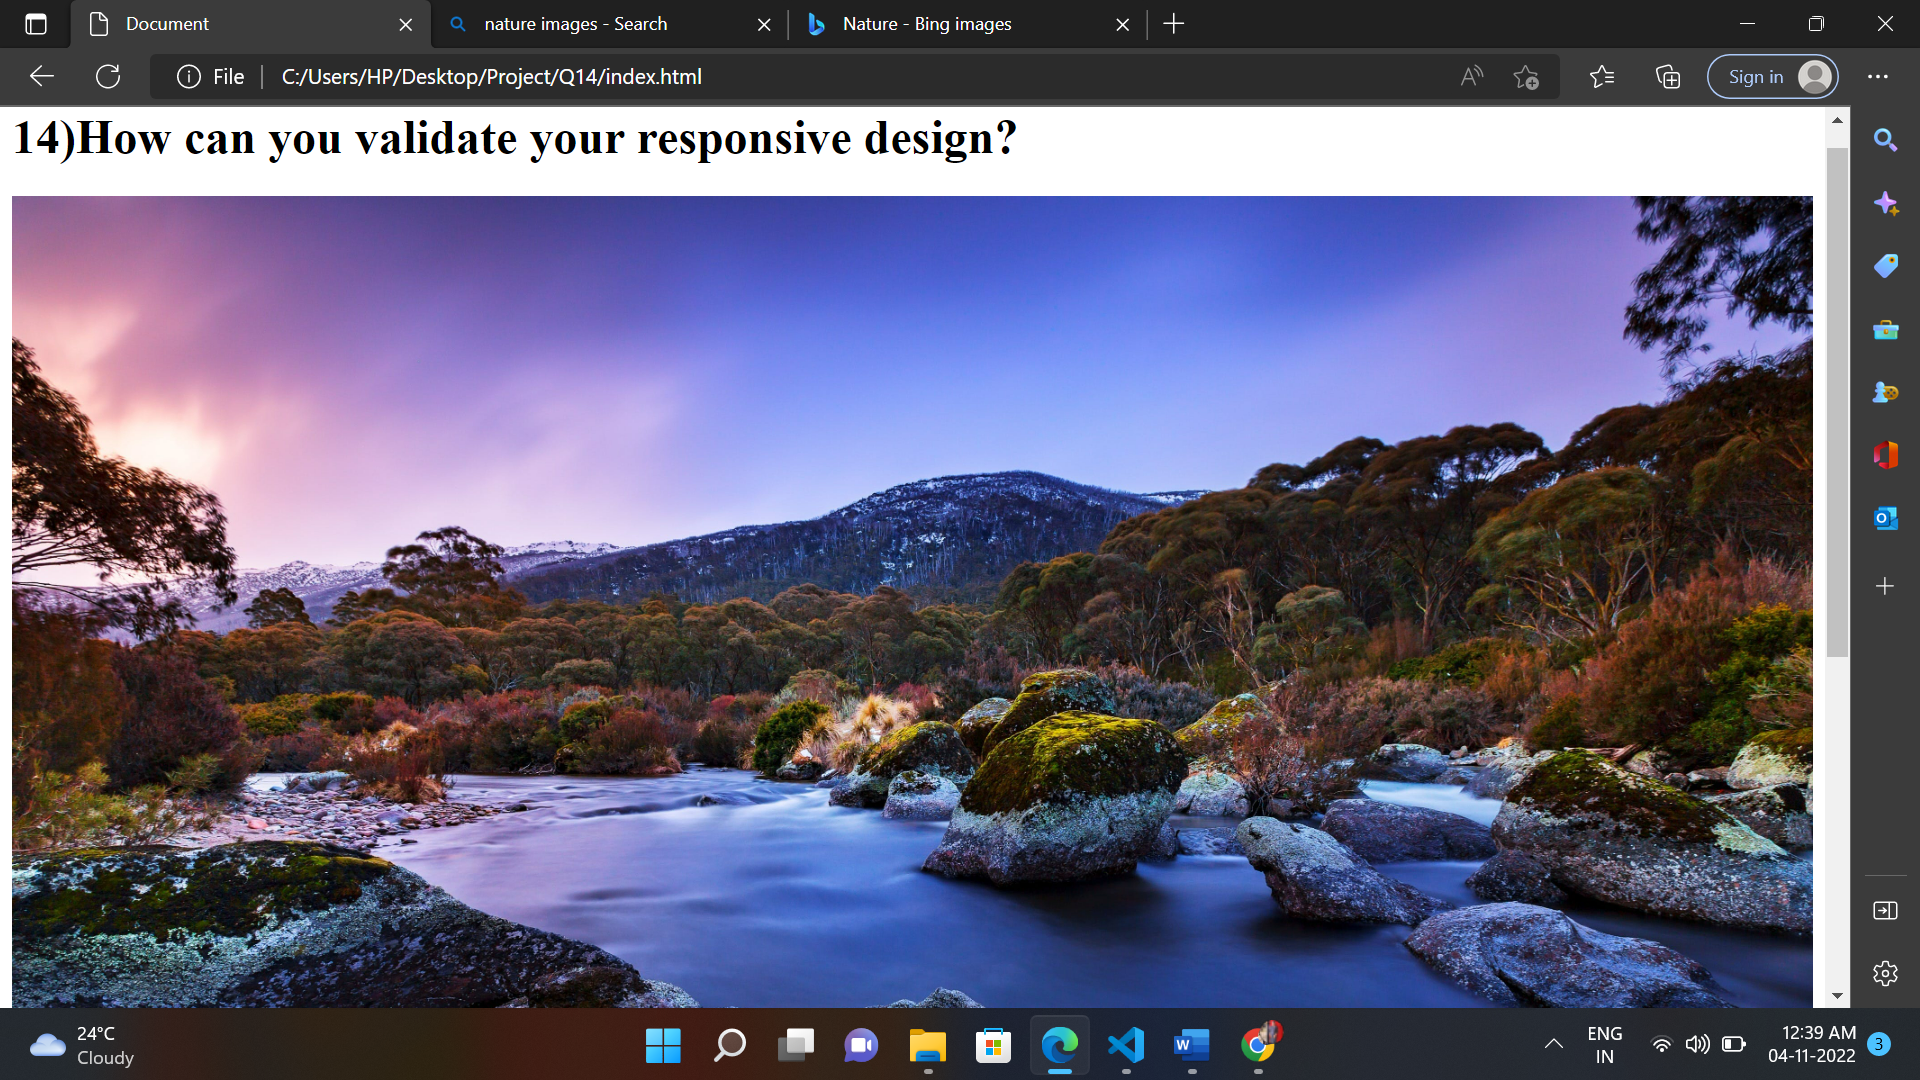 Document
nature images - Search
Nature - Bing images
File
C:/Users/HP/Desktop/Project/Q14/index.html
Sign in
14)How can you validate your responsive design?
24°C
Cloudy
ENG
IN
12:39 AM
04-11-2022
3